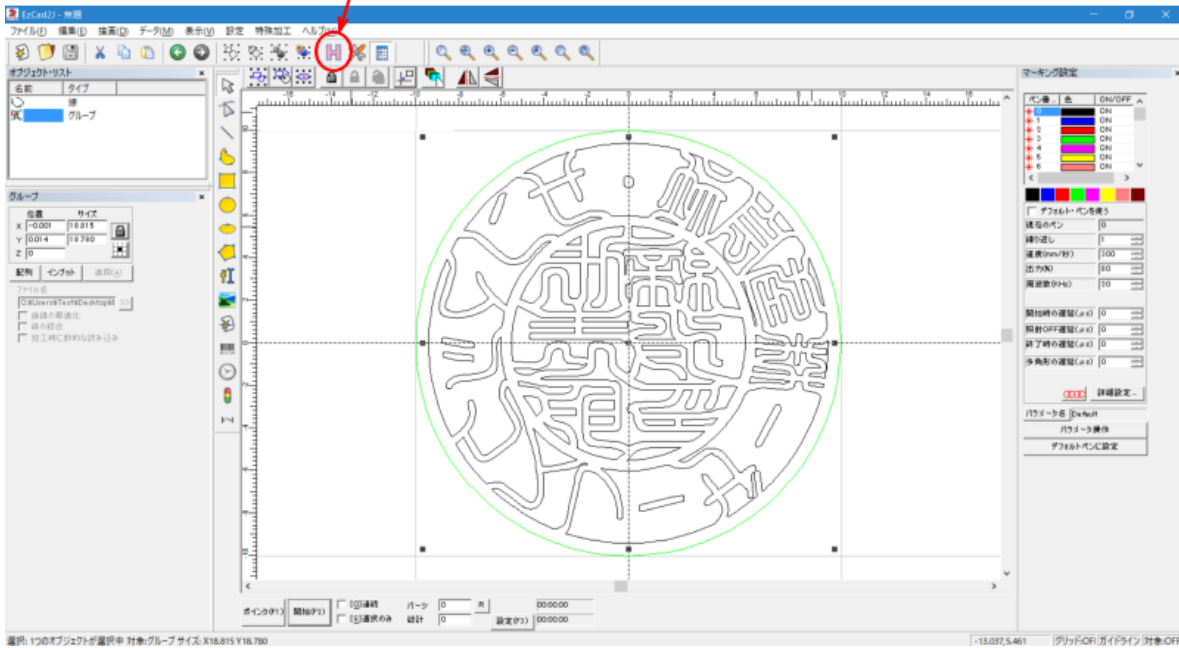 EzCad2J - 無題
ファイル(F) 編集(E) 描画(D) データ(M) 表示(V) 設定 特殊加工 ヘルプ(H)
オブジェクト・リスト
名前 タイプ
線
グループ
グループ
位置 サイズ
X -0.001 18.815
Y 0.014 18.780
Z 0
配列 インプット 適用(A)
ファイル名
曲線の最適化
線の結合
加工時に動的な読み込み
マーキング設定
ペン番 色 ON/OFF
0 ON
1 ON
2 ON
3 ON
4 ON
5 ON
6 ON
デフォルト・ペンを使う
現在のペン 0
繰り返し 1
速度(mm/秒) 300
出力(%) 80
周波数(KHz) 20
開始時の遅延(μs) 0
照射OFF遅延(μs) 0
終了時の遅延(μs) 0
多角形の遅延(μs) 0
詳細設定...
パラメータ名 Default
パラメータ操作
デフォルトペンに設定
ポインタ(F1) 開始(F2) [C]連続 パーツ 0 R 00:00:00
[S]選択のみ 総計 0 設定(F3) 00:00:00
選択: 1つのオブジェクトが選択中 対象:グループ サイズ: X18.815 Y18.780
-13.037,5.461 グリッド:OFF ガイドライン 対象:OFF